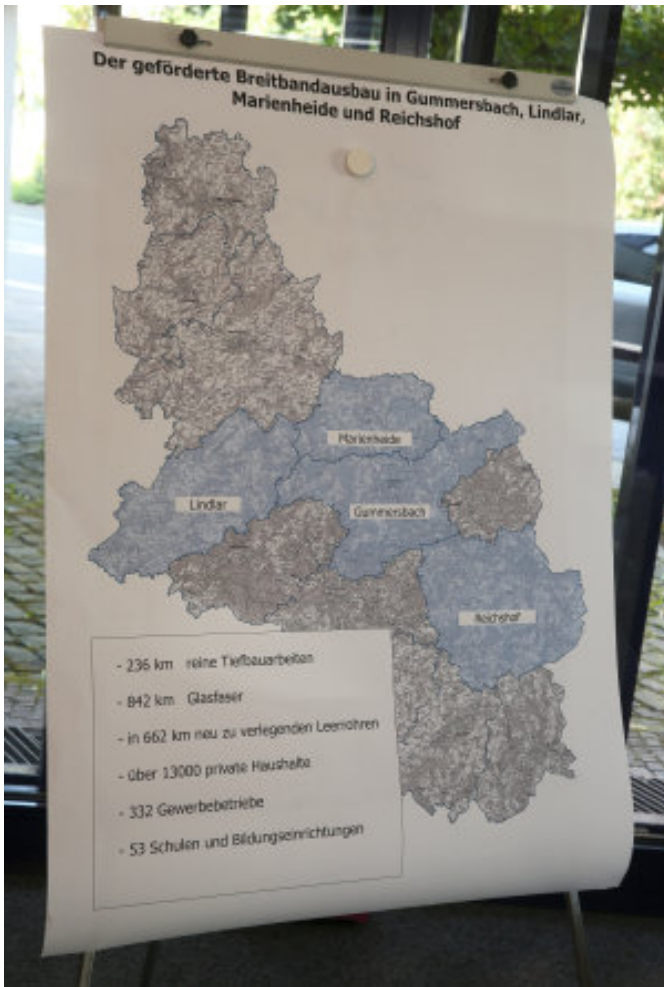 Der geförderte Breitbandausbau in Gummersbach, Lindlar,
Marienheide und Reichshof
Marienheide
Lindlar
Gummersbach
Reichshof
- 236 km reine Tiefbauarbeiten
- 842 km Glasfaser
- in 662 km neu zu verlegenden Leerrohren
- über 13000 private Haushalte
- 332 Gewerbebetriebe
- 53 Schulen und Bildungseinrichtungen